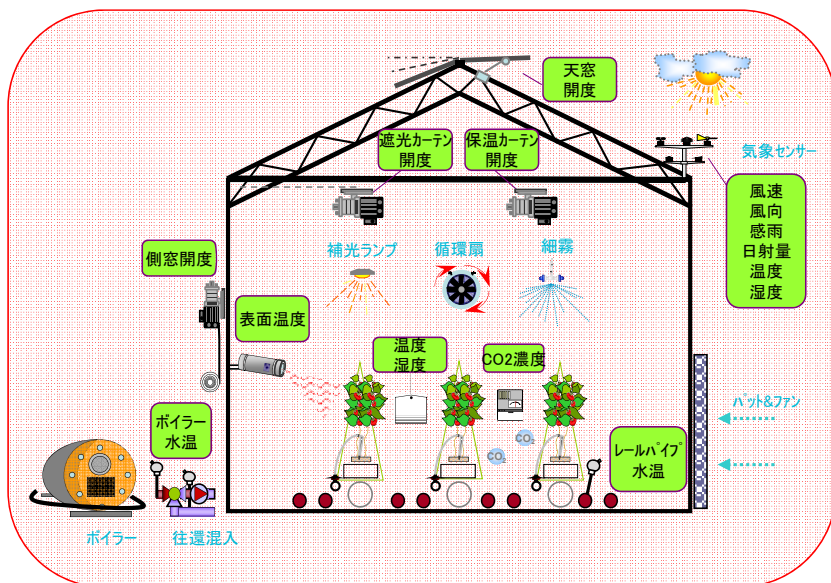 天窓
開度
遮光カーテン
開度
保温カーテン
開度
気象センサー
風速
風向
感雨
日射量
温度
湿度
補光ランプ
循環扇
細霧
側窓開度
表面温度
温度
湿度
CO2濃度
パット&ファン
ボイラー
水温
CO₂
CO₂
レールパイプ
水温
ボイラー
往還混入